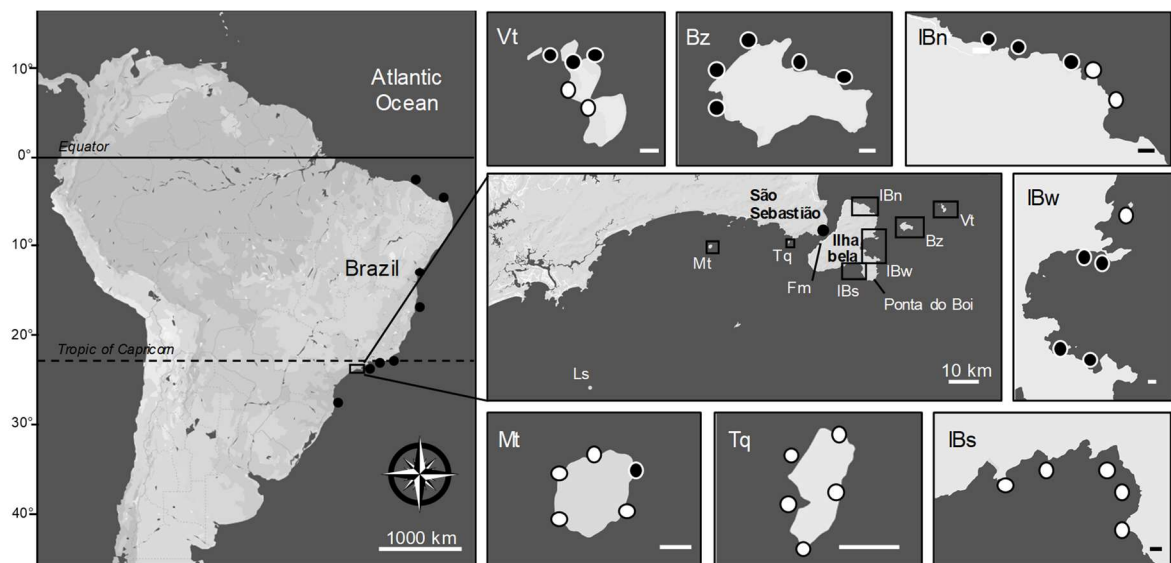 10°
0°
10°
20°
30°
40°
Atlantic
Ocean
Equator
Brazil
Tropic of Capricorn
1000 km
Vt
Bz
IBn
São
Sebastião
IBn
Vt
Bz
Ilha
bela
Mt
Tq
Fm
IBs
IBw
Ponta do Boi
Ls
10 km
IBw
Mt
Tq
IBs